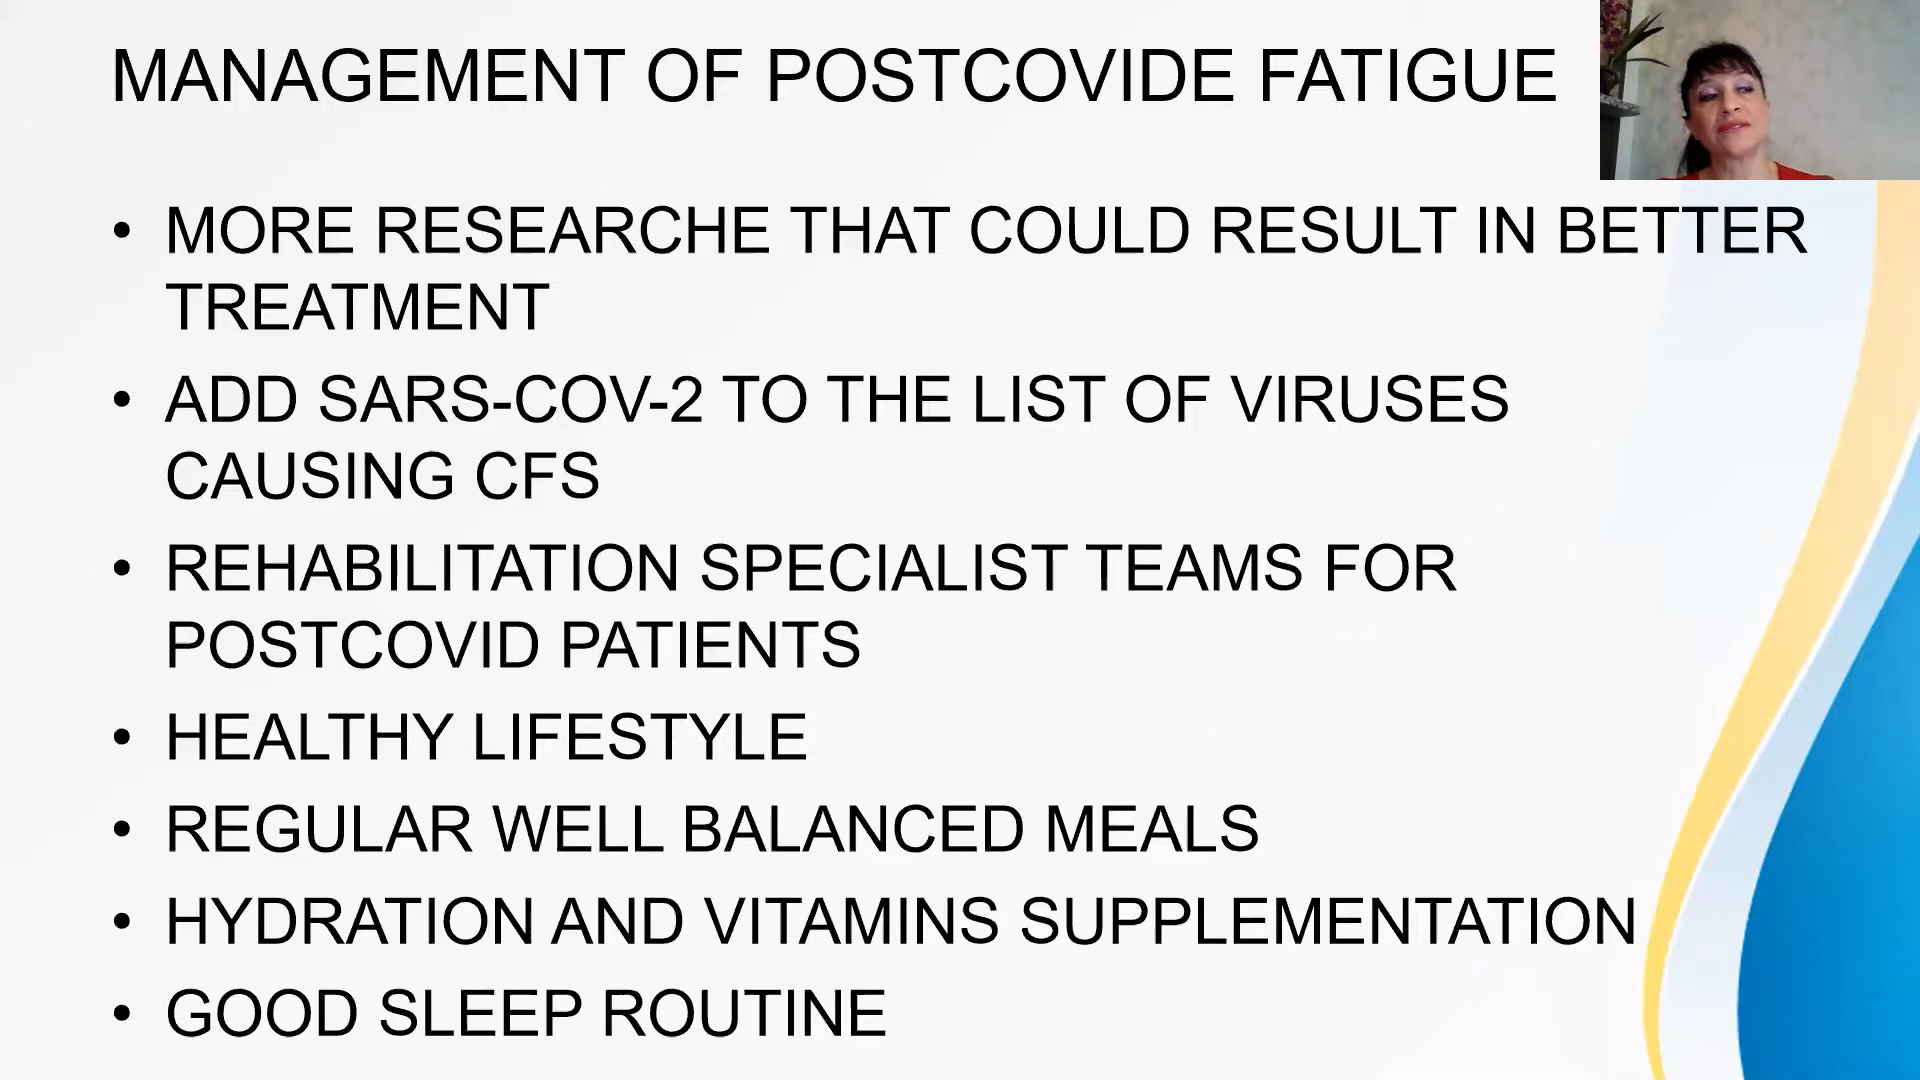 MANAGEMENT OF POSTCOVIDE FATIGUE
• MORE RESEARCHE THAT COULD RESULT IN BETTER
TREATMENT
• ADD SARS-COV-2 TO THE LIST OF VIRUSES
CAUSING CFS
• REHABILITATION SPECIALIST TEAMS FOR
POSTCOVID PATIENTS
• HEALTHY LIFESTYLE
• REGULAR WELL BALANCED MEALS
• HYDRATION AND VITAMINS SUPPLEMENTATION
• GOOD SLEEP ROUTINE